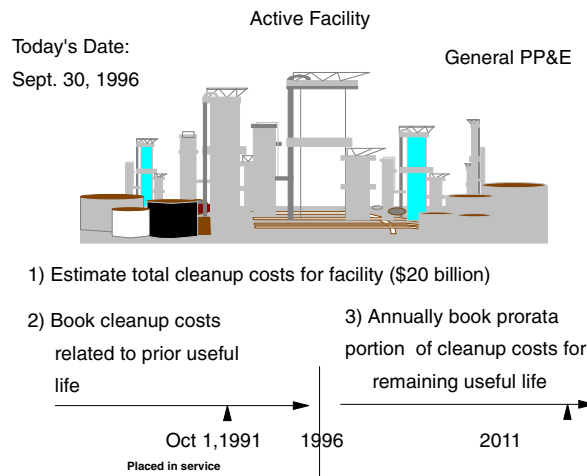 Active Facility
Today's Date:
Sept. 30, 1996
General PP&E
1) Estimate total cleanup costs for facility ($20 billion)
2) Book cleanup costs
related to prior useful
life
3) Annually book prorata
portion of cleanup costs for
remaining useful life
Oct 1,1991
1996
2011
Placed in service